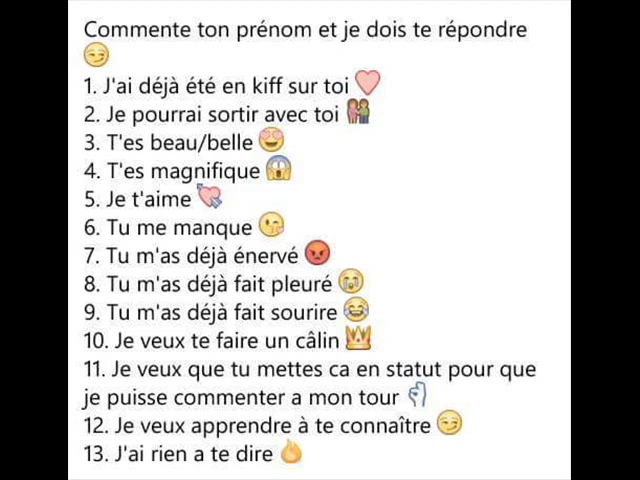 Commente ton prénom et je dois te répondre
😏
1. J'ai déjà été en kiff sur toi ❤
2. Je pourrai sortir avec toi 👫
3. T'es beau/belle 😍
4. T'es magnifique 😱
5. Je t'aime 💘
6. Tu me manque 😘
7. Tu m'as déjà énervé 😡
8. Tu m'as déjà fait pleuré 😭
9. Tu m'as déjà fait sourire 😂
10. Je veux te faire un câlin 👑
11. Je veux que tu mettes ca en statut pour que
je puisse commenter a mon tour 👌
12. Je veux apprendre à te connaître 😏
13. J'ai rien a te dire 🔥